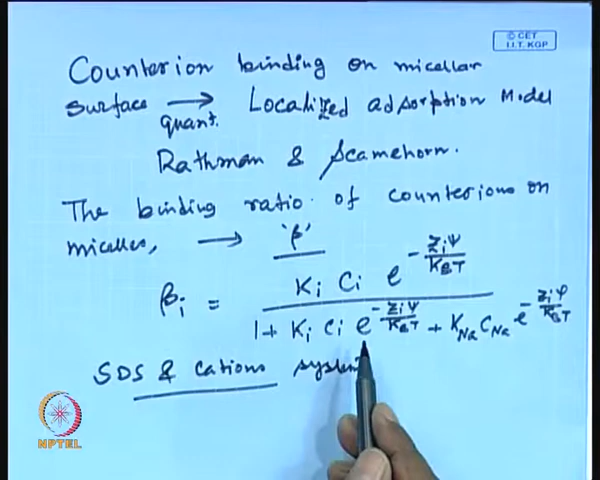 © CET
I.I.T. KGP
Counterion binding on micellar
surface ⟶ Localized adsorption Model
quant.
Rathman & Scamehorn.
The binding ratio of counterions on
micelles, ⟶ 'β'
βi = Ki Ci e^(-ziψ/KBT) / (1 + Ki Ci e^(-ziψ/KBT) + KNa CNa e^(-ziψ/KBT))
SDS & cations system
NPTEL